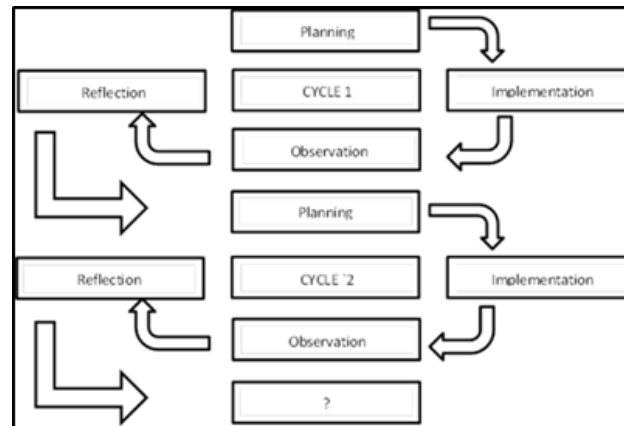 Planning
Reflection
CYCLE 1
Implementation
Observation
Planning
Reflection
CYCLE `2
Implementation
Observation
?